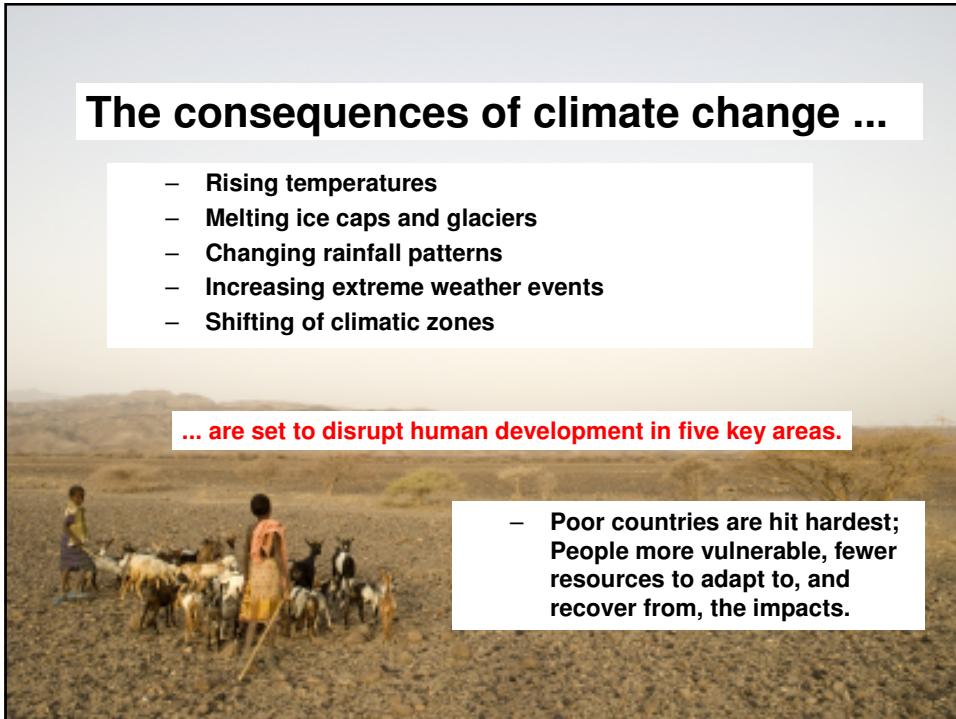 The consequences of climate change ...
– Rising temperatures
– Melting ice caps and glaciers
– Changing rainfall patterns
– Increasing extreme weather events
– Shifting of climatic zones
... are set to disrupt human development in five key areas.
– Poor countries are hit hardest;
People more vulnerable, fewer
resources to adapt to, and
recover from, the impacts.